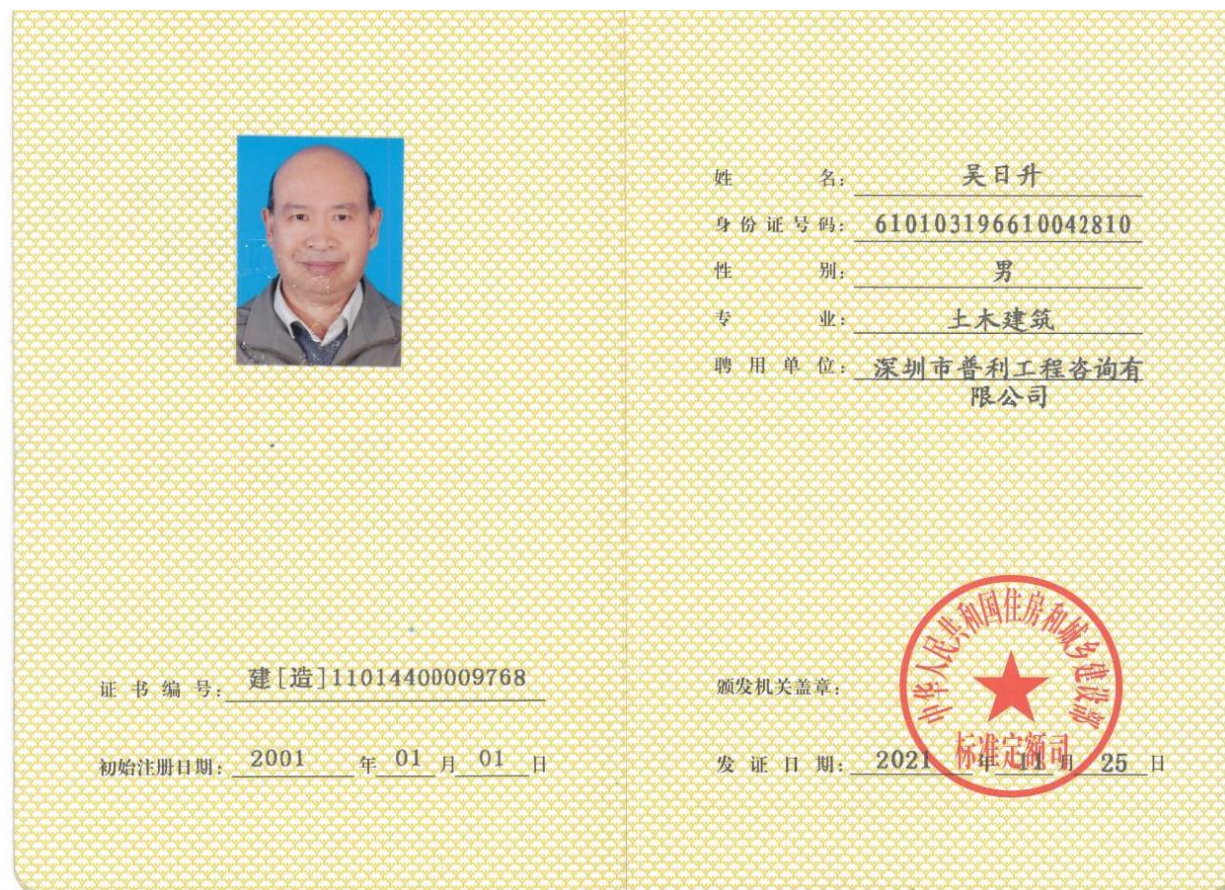 姓 名: 吴日升
身份证号码: 610103196610042810
性 别: 男
专 业: 土木建筑
聘用单位: 深圳市普利工程咨询有
限公司
证书编号: 建[造]11014400009768
初始注册日期: 2001 年 01 月 01 日
颁发机关盖章:
中华人民共和国住房和城乡建设部
标准定额司
发证日期: 2021 年 11 月 25 日